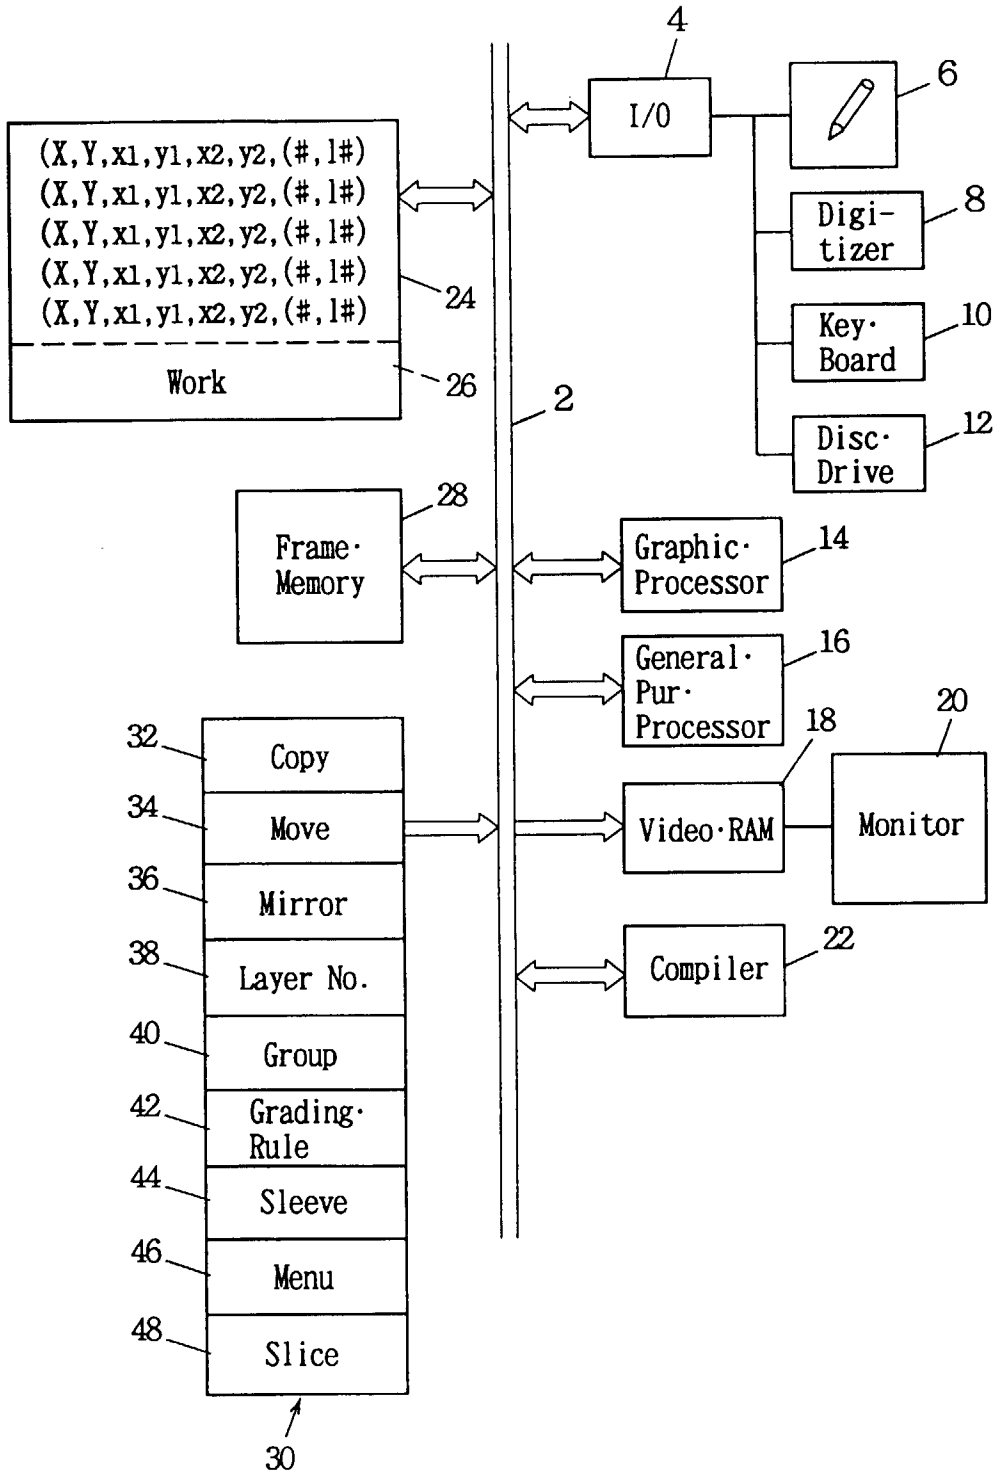 4
I/O
6
(X,Y,x1,y1,x2,y2,(#,l#)
(X,Y,x1,y1,x2,y2,(#,l#)
(X,Y,x1,y1,x2,y2,(#,l#)
(X,Y,x1,y1,x2,y2,(#,l#)
(X,Y,x1,y1,x2,y2,(#,l#)
24
Work
26
Digi-
tizer
8
Key·
Board
10
2
Disc·
Drive
12
Frame·
Memory
28
Graphic·
Processor
14
General·
Pur·
Processor
16
Video·RAM
18
Monitor
20
Compiler
22
32
Copy
34
Move
36
Mirror
38
Layer No.
40
Group
42
Grading·
Rule
44
Sleeve
46
Menu
48
Slice
30